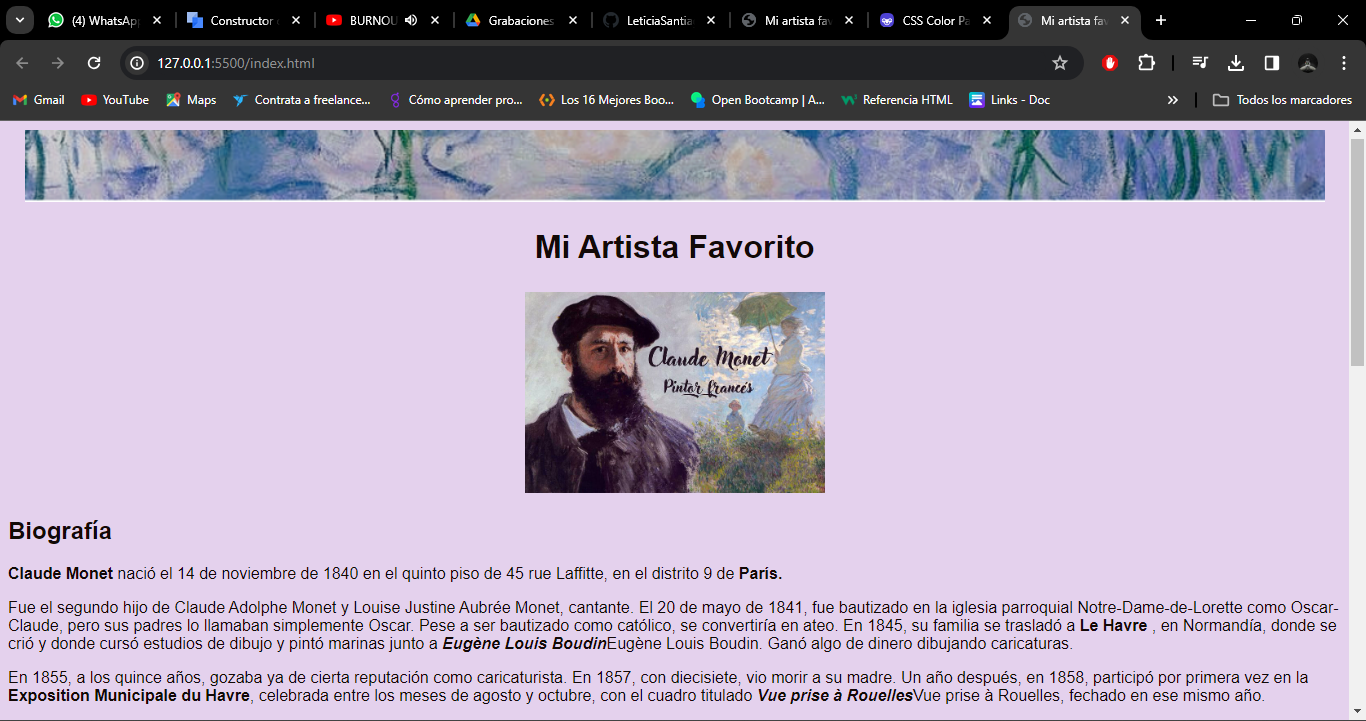 (4) WhatsAp
Constructor
BURNOU
Grabaciones
LeticiaSantia
Mi artista fav
CSS Color Pa
Mi artista fav
127.0.0.1:5500/index.html
Gmail
YouTube
Maps
Contrata a freelance...
Cómo aprender pro...
Los 16 Mejores Boo...
Open Bootcamp | A...
Referencia HTML
Links - Doc
Todos los marcadores
Mi Artista Favorito
Claude Monet
Pintor francés
Biografía
Claude Monet nació el 14 de noviembre de 1840 en el quinto piso de 45 rue Laffitte, en el distrito 9 de París.
Fue el segundo hijo de Claude Adolphe Monet y Louise Justine Aubrée Monet, cantante. El 20 de mayo de 1841, fue bautizado en la iglesia parroquial Notre-Dame-de-Lorette como Oscar-
Claude, pero sus padres lo llamaban simplemente Oscar. Pese a ser bautizado como católico, se convertiría en ateo. En 1845, su familia se trasladó a Le Havre , en Normandía, donde se
crió y donde cursó estudios de dibujo y pintó marinas junto a Eugène Louis BoudinEugène Louis Boudin. Ganó algo de dinero dibujando caricaturas.
En 1855, a los quince años, gozaba ya de cierta reputación como caricaturista. En 1857, con diecisiete, vio morir a su madre. Un año después, en 1858, participó por primera vez en la
Exposition Municipale du Havre, celebrada entre los meses de agosto y octubre, con el cuadro titulado Vue prise à RouellesVue prise à Rouelles, fechado en ese mismo año.